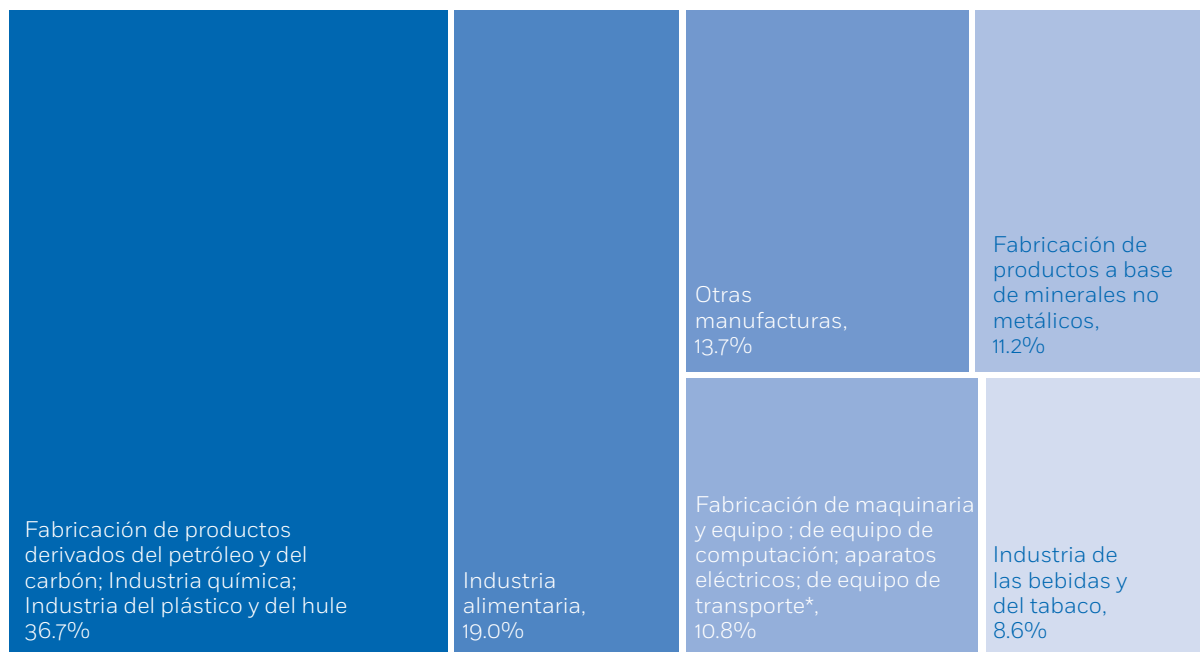 Fabricación de productos
derivados del petróleo y del
carbón; Industria química;
Industria del plástico y del hule
36.7%
Industria
alimentaria,
19.0%
Otras
manufacturas,
13.7%
Fabricación de
productos a base
de minerales no
metálicos,
11.2%
Fabricación de maquinaria
y equipo ; de equipo de
computación; aparatos
eléctricos; de equipo de
transporte*,
10.8%
Industria de
las bebidas y
del tabaco,
8.6%